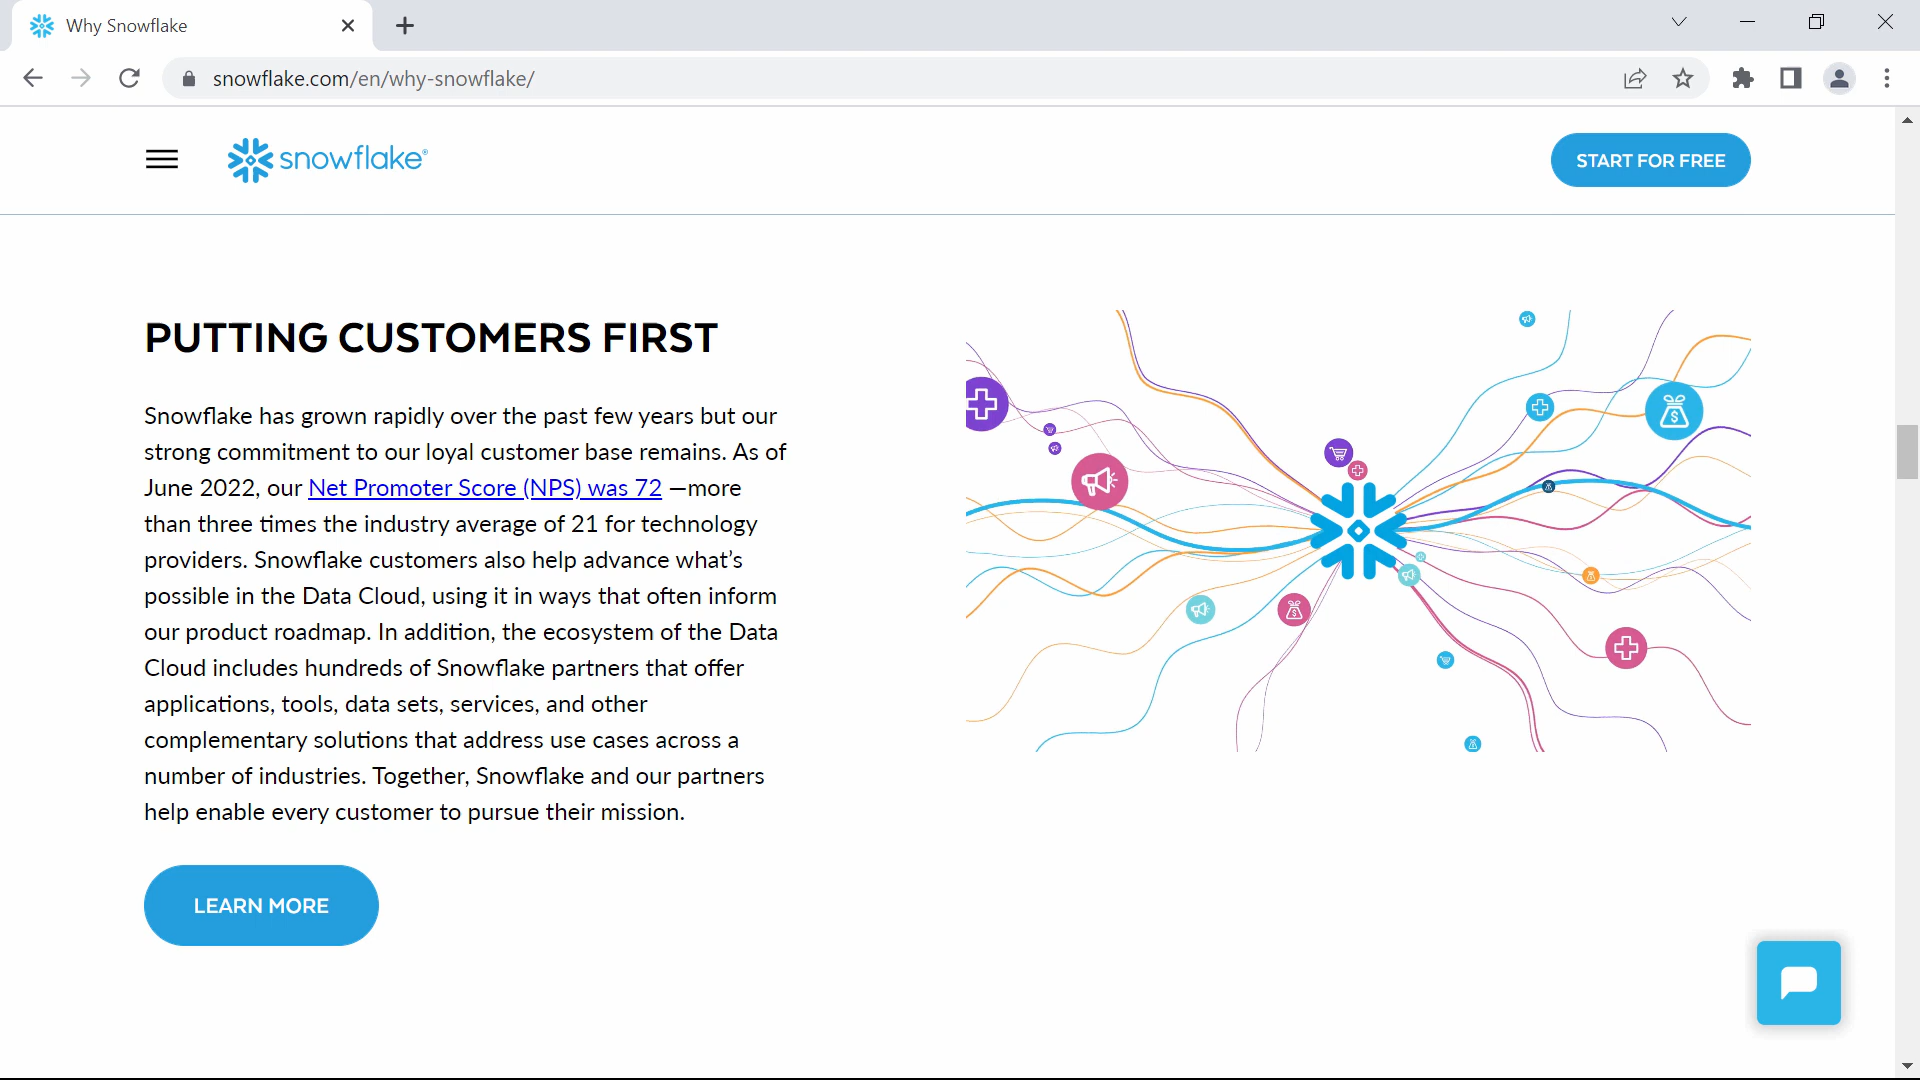 Why Snowflake
snowflake.com/en/why-snowflake/
snowflake®
START FOR FREE
PUTTING CUSTOMERS FIRST
Snowflake has grown rapidly over the past few years but our
strong commitment to our loyal customer base remains. As of
June 2022, our Net Promoter Score (NPS) was 72 —more
than three times the industry average of 21 for technology
providers. Snowflake customers also help advance what’s
possible in the Data Cloud, using it in ways that often inform
our product roadmap. In addition, the ecosystem of the Data
Cloud includes hundreds of Snowflake partners that offer
applications, tools, data sets, services, and other
complementary solutions that address use cases across a
number of industries. Together, Snowflake and our partners
help enable every customer to pursue their mission.
LEARN MORE